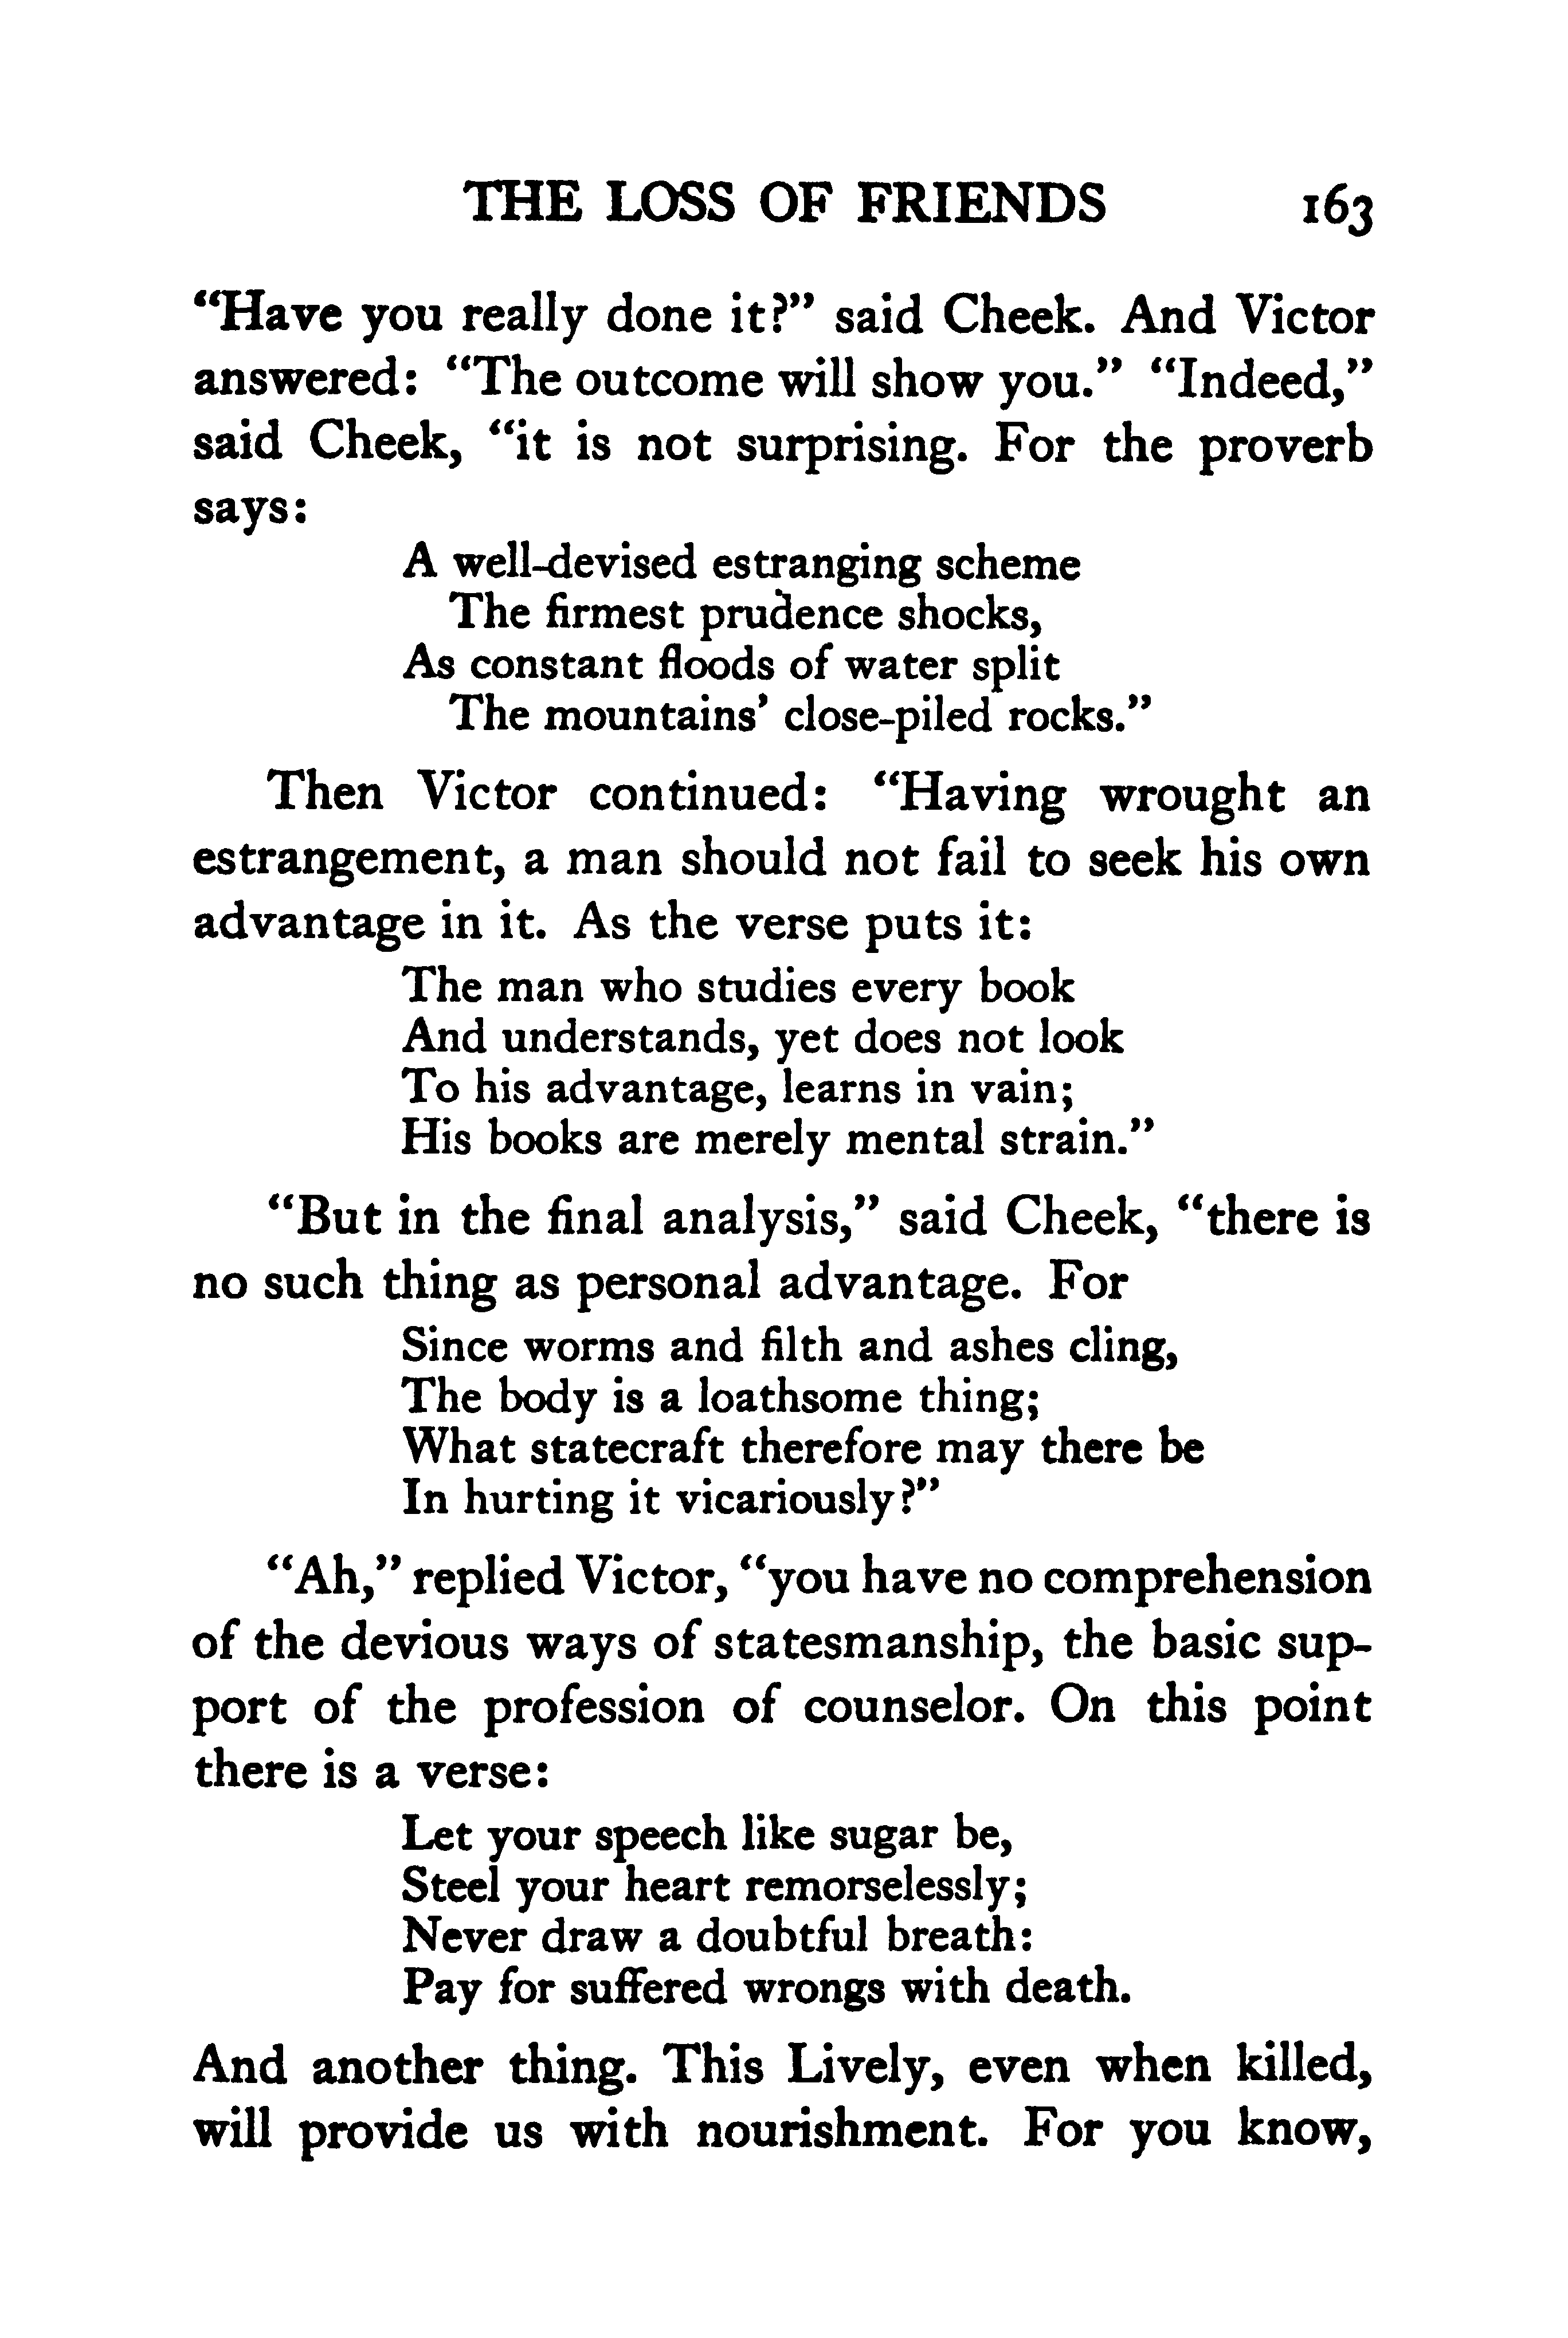 THE LOSS OF FRIENDS 163
“Have you really done it?” said Cheek. And Victor
answered: “The outcome will show you.” “Indeed,”
said Cheek, “it is not surprising. For the proverb
says:
A well-devised estranging scheme
The firmest prudence shocks,
As constant floods of water split
The mountains’ close-piled rocks.”
Then Victor continued: “Having wrought an
estrangement, a man should not fail to seek his own
advantage in it. As the verse puts it:
The man who studies every book
And understands, yet does not look
To his advantage, learns in vain;
His books are merely mental strain.”
“But in the final analysis,” said Cheek, “there is
no such thing as personal advantage. For
Since worms and filth and ashes cling,
The body is a loathsome thing;
What statecraft therefore may there be
In hurting it vicariously?”
“Ah,” replied Victor, “you have no comprehension
of the devious ways of statesmanship, the basic sup-
port of the profession of counselor. On this point
there is a verse:
Let your speech like sugar be,
Steel your heart remorselessly;
Never draw a doubtful breath:
Pay for suffered wrongs with death.
And another thing. This Lively, even when killed,
will provide us with nourishment. For you know,